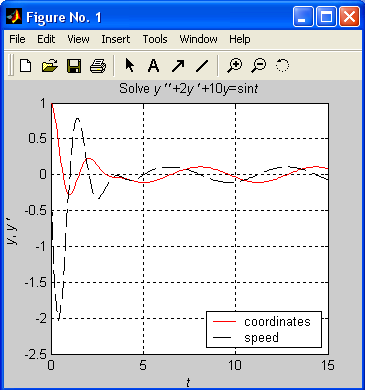 Figure No. 1
File Edit View Insert Tools Window Help
A
Solve y ′′+2y ′+10y=sint
1
0.5
0
-0.5
-1
-1.5
-2
-2.5
y, y ′
0 5 10 15
t
coordinates
speed